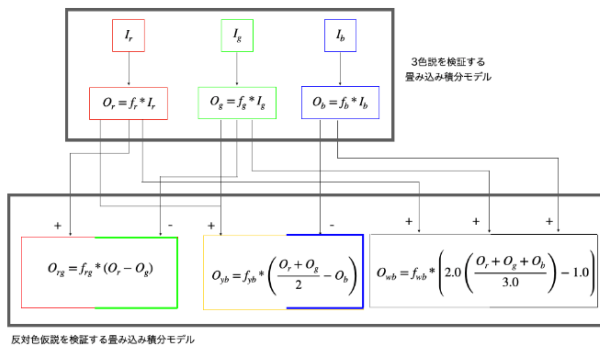 I_r I_g I_b
3色説を検証する
畳み込み積分モデル
O_r = f_r * I_r O_g = f_g * I_g O_b = f_b * I_b
+ - + - + + +
O_rg = f_rg * (O_r − O_g) O_yb = f_yb * ((O_r + O_g)/2 − O_b) O_wb = f_wb * (2.0 ((O_r + O_g + O_b)/3.0) − 1.0)
反対色仮説を検証する畳み込み積分モデル